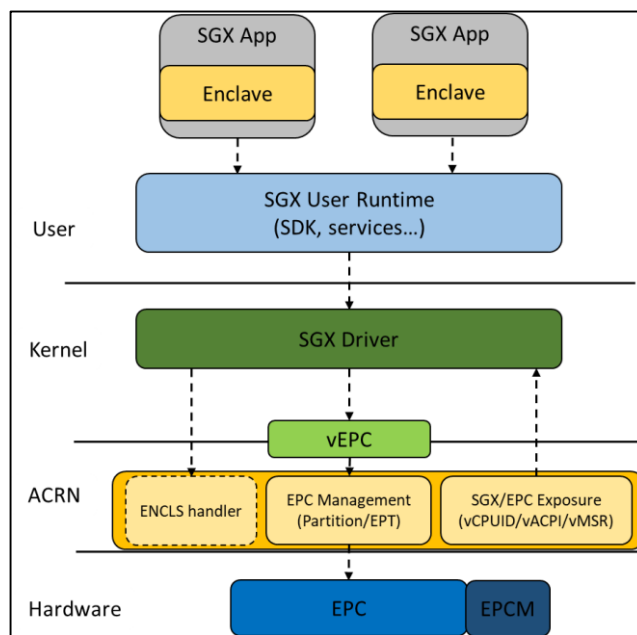 SGX App
SGX App
Enclave
Enclave
SGX User Runtime
(SDK, services...)
User
Kernel
SGX Driver
vEPC
ACRN
ENCLS handler
EPC Management
(Partition/EPT)
SGX/EPC Exposure
(vCPUID/vACPI/vMSR)
Hardware
EPC
EPCM